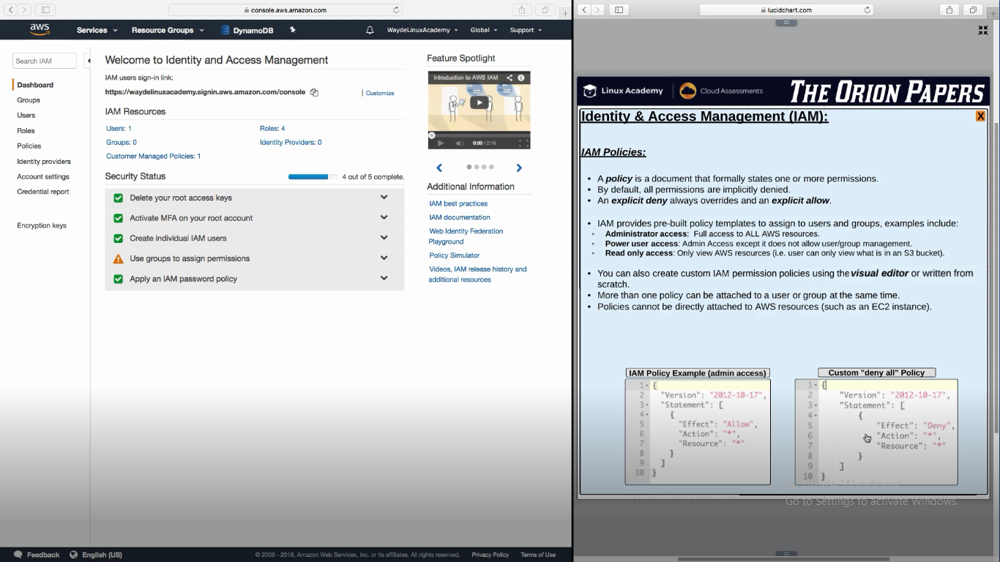 console.aws.amazon.com
aws
Services
Resource Groups
DynamoDB
WaydeLinuxAcademy
Global
Support
Search IAM
Dashboard
Groups
Users
Roles
Policies
Identity providers
Account settings
Credential report
Encryption keys
Welcome to Identity and Access Management
IAM users sign-in link:
https://waydelinuxacademy.signin.aws.amazon.com/console
Customize
IAM Resources
Users: 1
Roles: 4
Groups: 0
Identity Providers: 0
Customer Managed Policies: 1
Security Status
4 out of 5 complete.
Delete your root access keys
Activate MFA on your root account
Create individual IAM users
Use groups to assign permissions
Apply an IAM password policy
Feature Spotlight
Introduction to AWS IAM
0:00 / 2:16
Additional Information
IAM best practices
IAM documentation
Web Identity Federation
Playground
Policy Simulator
Videos, IAM release history and
additional resources
Feedback
English (US)
© 2008 - 2018, Amazon Web Services, Inc. or its affiliates. All rights reserved.
Privacy Policy
Terms of Use
lucidchart.com
Linux Academy
Cloud Assessments
THE ORION PAPERS
Identity & Access Management (IAM):
X
IAM Policies:
• A policy is a document that formally states one or more permissions.
• By default, all permissions are implicitly denied.
• An explicit deny always overrides and an explicit allow.
• IAM provides pre-built policy templates to assign to users and groups, examples include:
◦ Administrator access: Full access to ALL AWS resources.
◦ Power user access: Admin Access except it does not allow user/group management.
◦ Read only access: Only view AWS resources (i.e. user can only view what is in an S3 bucket).
• You can also create custom IAM permission policies using the visual editor or written from
scratch.
• More than one policy can be attached to a user or group at the same time.
• Policies cannot be directly attached to AWS resources (such as an EC2 instance).
IAM Policy Example (admin access)
1 {
2 "Version": "2012-10-17",
3 "Statement": [
4 {
5 "Effect": "Allow",
6 "Action": "*",
7 "Resource": "*"
8 }
9 ]
10 }
Custom "deny all" Policy
1 {
2 "Version": "2012-10-17",
3 "Statement": [
4 {
5 "Effect": "Deny",
6 "Action": "*",
7 "Resource": "*"
8 }
9 ]
10 }
Go to Settings to activate Windows.